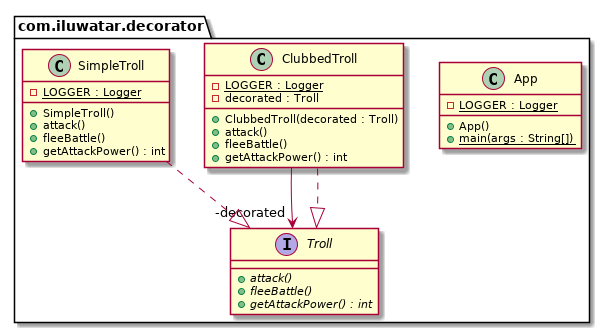 com.iluwatar.decorator
C SimpleTroll
LOGGER : Logger
SimpleTroll()
attack()
fleeBattle()
getAttackPower() : int
C ClubbedTroll
LOGGER : Logger
decorated : Troll
ClubbedTroll(decorated : Troll)
attack()
fleeBattle()
getAttackPower() : int
C App
LOGGER : Logger
App()
main(args : String[])
-decorated
I Troll
attack()
fleeBattle()
getAttackPower() : int